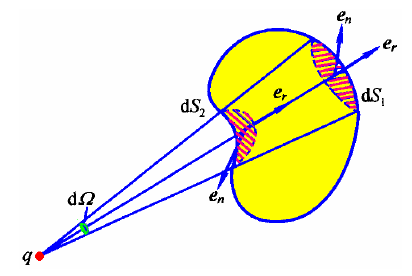 e_n
e_r
e_r
dS_2
dS_1
e_n
dΩ
q